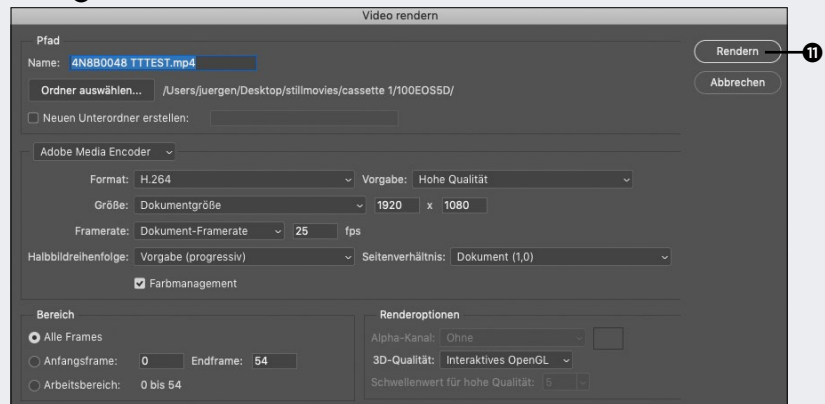 Video rendern
Pfad
Name: 4N8B0048 TTTEST.mp4
Rendern
⓫
Ordner auswählen... /Users/juergen/Desktop/stillmovies/cassette 1/100EOS5D/
Abbrechen
Neuen Unterordner erstellen:
Adobe Media Encoder
Format: H.264 Vorgabe: Hohe Qualität
Größe: Dokumentgröße 1920 x 1080
Framerate: Dokument-Framerate 25 fps
Halbbildreihenfolge: Vorgabe (progressiv) Seitenverhältnis: Dokument (1,0)
Farbmanagement
Bereich
Alle Frames
Anfangsframe: 0 Endframe: 54
Arbeitsbereich: 0 bis 54
Renderoptionen
Alpha-Kanal: Ohne
3D-Qualität: Interaktives OpenGL
Schwellenwert für hohe Qualität: 5